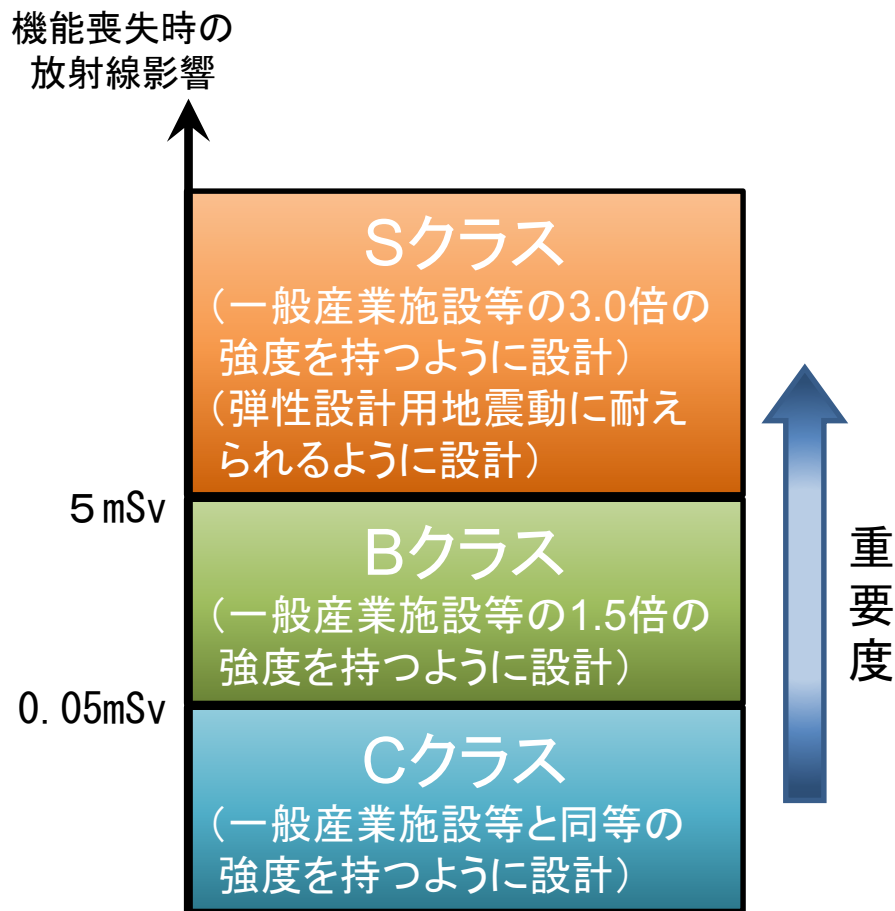 機能喪失時の
放射線影響
Sクラス
（一般産業施設等の3.0倍の
強度を持つように設計）
（弾性設計用地震動に耐え
られるように設計）
５mSv
Bクラス
（一般産業施設等の1.5倍の
強度を持つように設計）
0.05mSv
Cクラス
（一般産業施設等と同等の
強度を持つように設計）
重要度